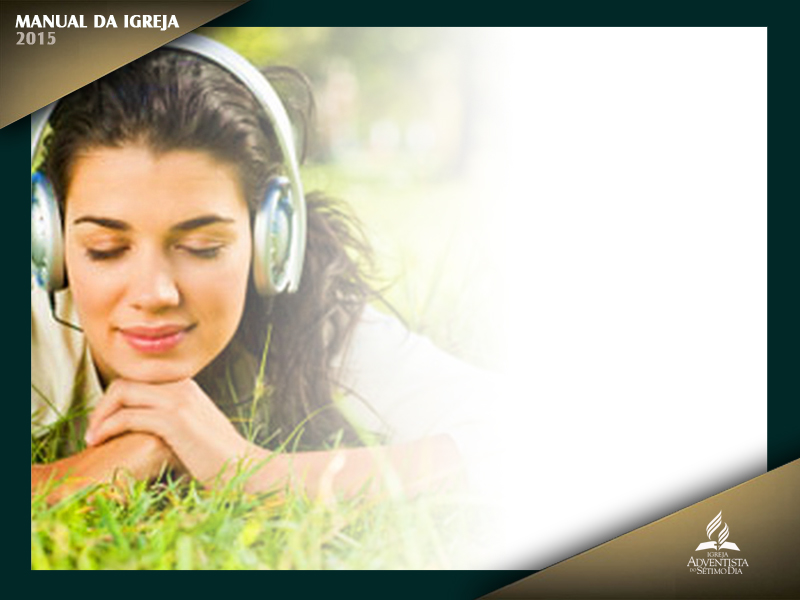 MANUAL DA IGREJA
2015
IGREJA
ADVENTISTA
DO SÉTIMO DIA